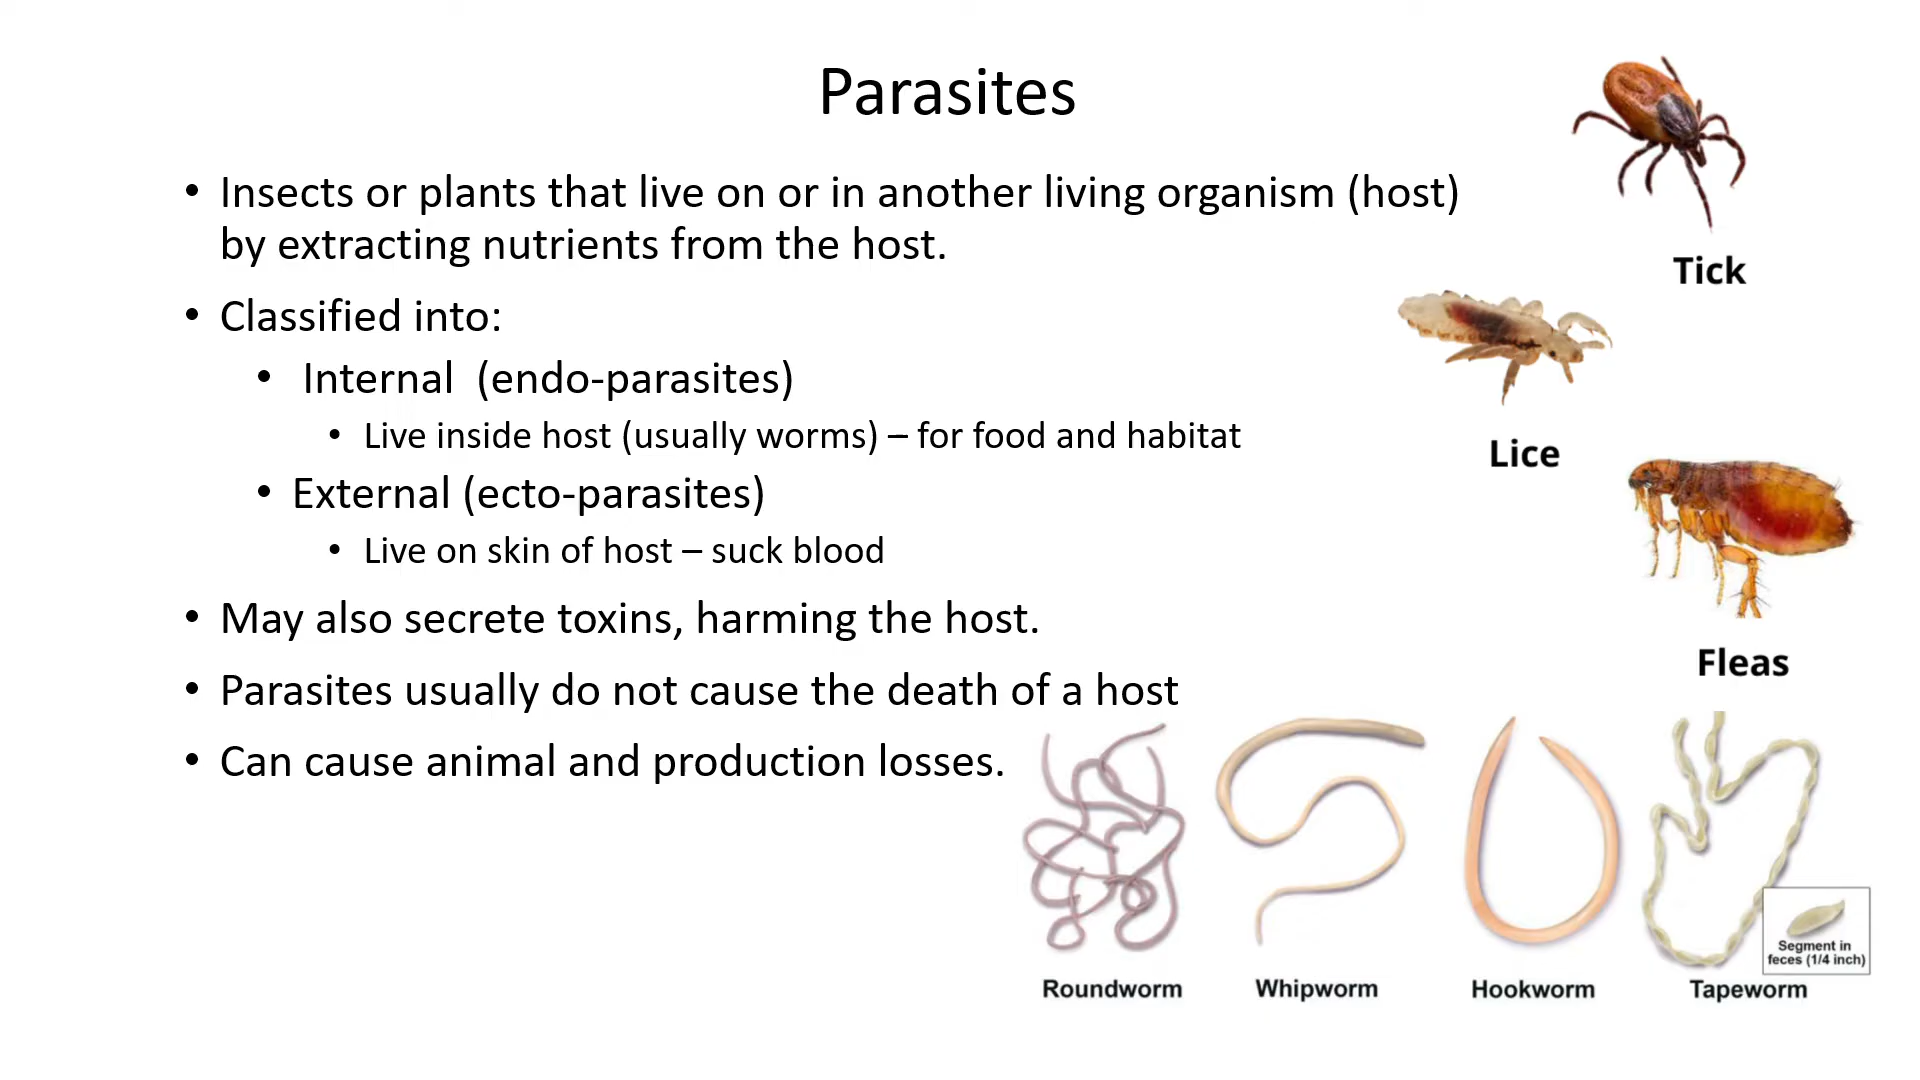 Parasites
• Insects or plants that live on or in another living organism (host)
by extracting nutrients from the host.
• Classified into:
• Internal (endo-parasites)
• Live inside host (usually worms) – for food and habitat
• External (ecto-parasites)
• Live on skin of host – suck blood
• May also secrete toxins, harming the host.
• Parasites usually do not cause the death of a host
• Can cause animal and production losses.
Tick
Lice
Fleas
Segment in
feces (1/4 inch)
Roundworm
Whipworm
Hookworm
Tapeworm